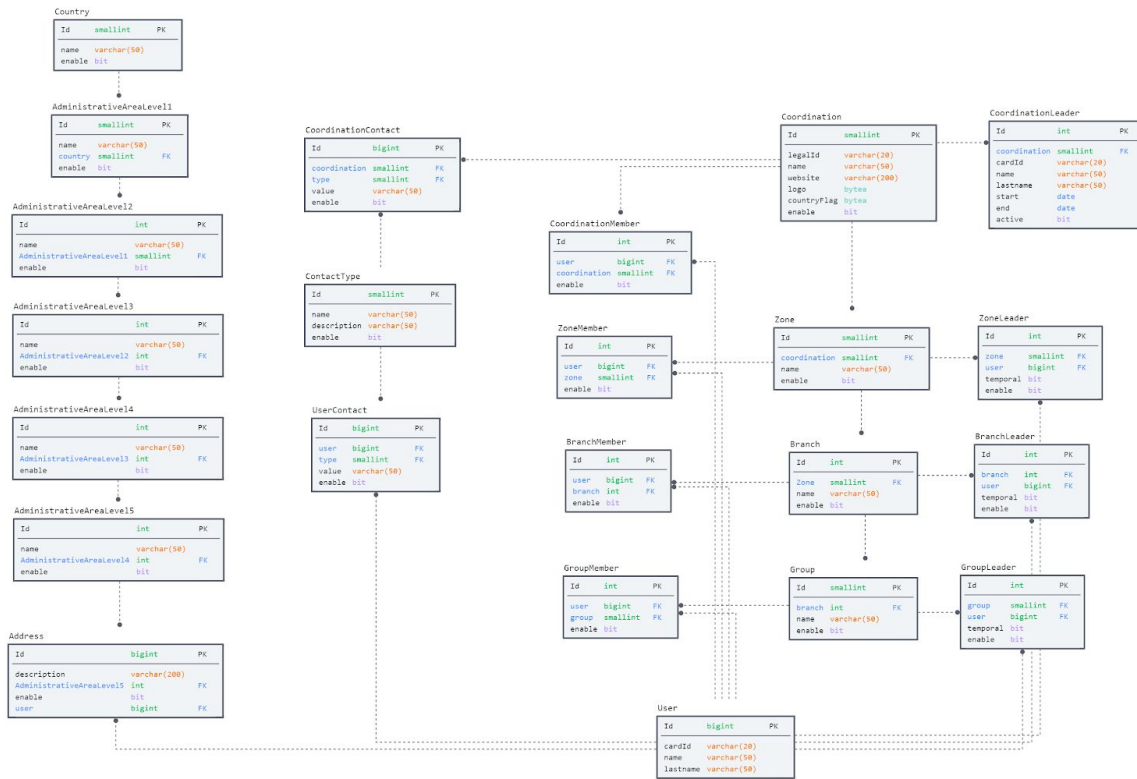 Country
Id smallint PK
name varchar(50)
enable bit
AdministrativeAreaLevel1
Id smallint PK
name varchar(50)
country smallint FK
enable bit
AdministrativeAreaLevel2
Id int PK
name varchar(50)
AdministrativeAreaLevel1 smallint FK
enable bit
AdministrativeAreaLevel3
Id int PK
name varchar(50)
AdministrativeAreaLevel2 int FK
enable bit
AdministrativeAreaLevel4
Id int PK
name varchar(50)
AdministrativeAreaLevel3 int FK
enable bit
AdministrativeAreaLevel5
Id int PK
name varchar(50)
AdministrativeAreaLevel4 int FK
enable bit
Address
Id bigint PK
description varchar(200)
AdministrativeAreaLevel5 int FK
enable bit
user bigint FK
CoordinationContact
Id bigint PK
coordination smallint FK
type smallint FK
value varchar(50)
enable bit
ContactType
Id smallint PK
name varchar(50)
description varchar(50)
enable bit
UserContact
Id bigint PK
user bigint FK
type smallint FK
value varchar(50)
enable bit
CoordinationMember
Id int PK
user bigint FK
coordination smallint FK
enable bit
ZoneMember
Id int PK
user bigint FK
zone smallint FK
enable bit
BranchMember
Id int PK
user bigint FK
branch int FK
enable bit
GroupMember
Id int PK
user bigint FK
group smallint FK
enable bit
User
Id bigint PK
cardId varchar(20)
name varchar(50)
lastname varchar(50)
Coordination
Id smallint PK
legalId varchar(20)
name varchar(50)
website varchar(200)
logo bytea
countryFlag bytea
enable bit
Zone
Id smallint PK
coordination smallint FK
name varchar(50)
enable bit
Branch
Id int PK
Zone smallint FK
name varchar(50)
enable bit
Group
Id smallint PK
branch int FK
name varchar(50)
enable bit
CoordinationLeader
Id int PK
coordination smallint FK
cardId varchar(20)
name varchar(50)
lastname varchar(50)
start date
end date
active bit
ZoneLeader
Id int PK
zone smallint FK
user bigint FK
temporal bit
enable bit
BranchLeader
Id int PK
branch int FK
user bigint FK
temporal bit
enable bit
GroupLeader
Id int PK
group smallint FK
user bigint FK
temporal bit
enable bit